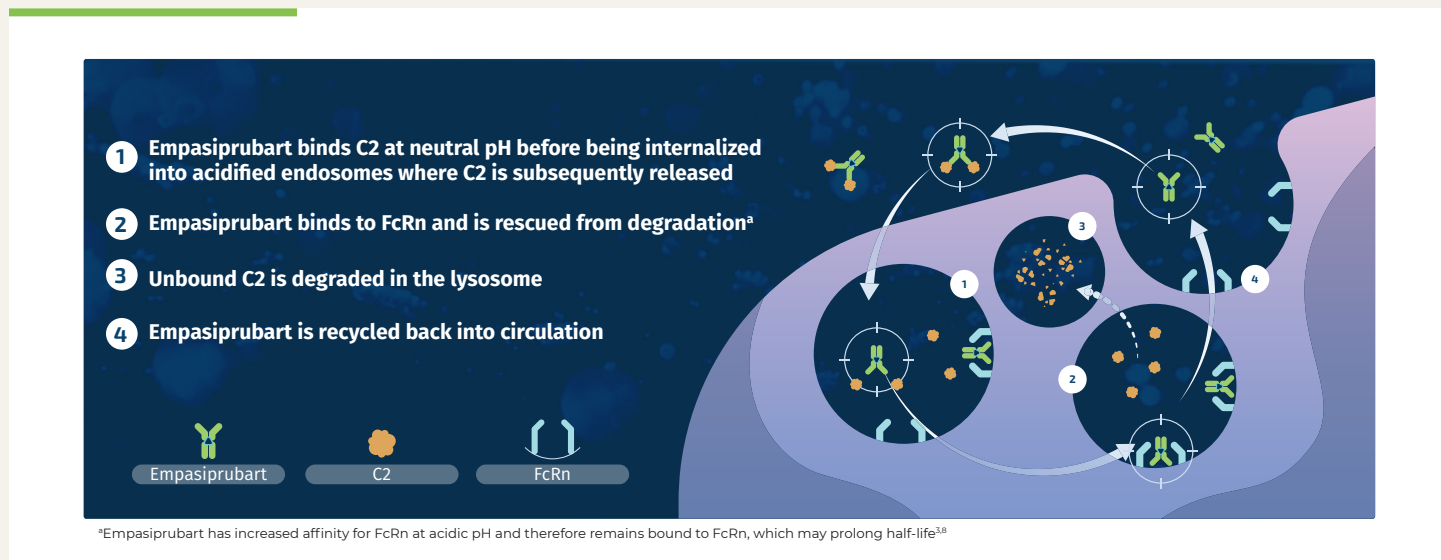 1 Empasiprubart binds C2 at neutral pH before being internalized
into acidified endosomes where C2 is subsequently released
2 Empasiprubart binds to FcRn and is rescued from degradationᵃ
3 Unbound C2 is degraded in the lysosome
4 Empasiprubart is recycled back into circulation
3
1
4
2
Empasiprubart C2 FcRn
ᵃEmpasiprubart has increased affinity for FcRn at acidic pH and therefore remains bound to FcRn, which may prolong half-life³,⁸